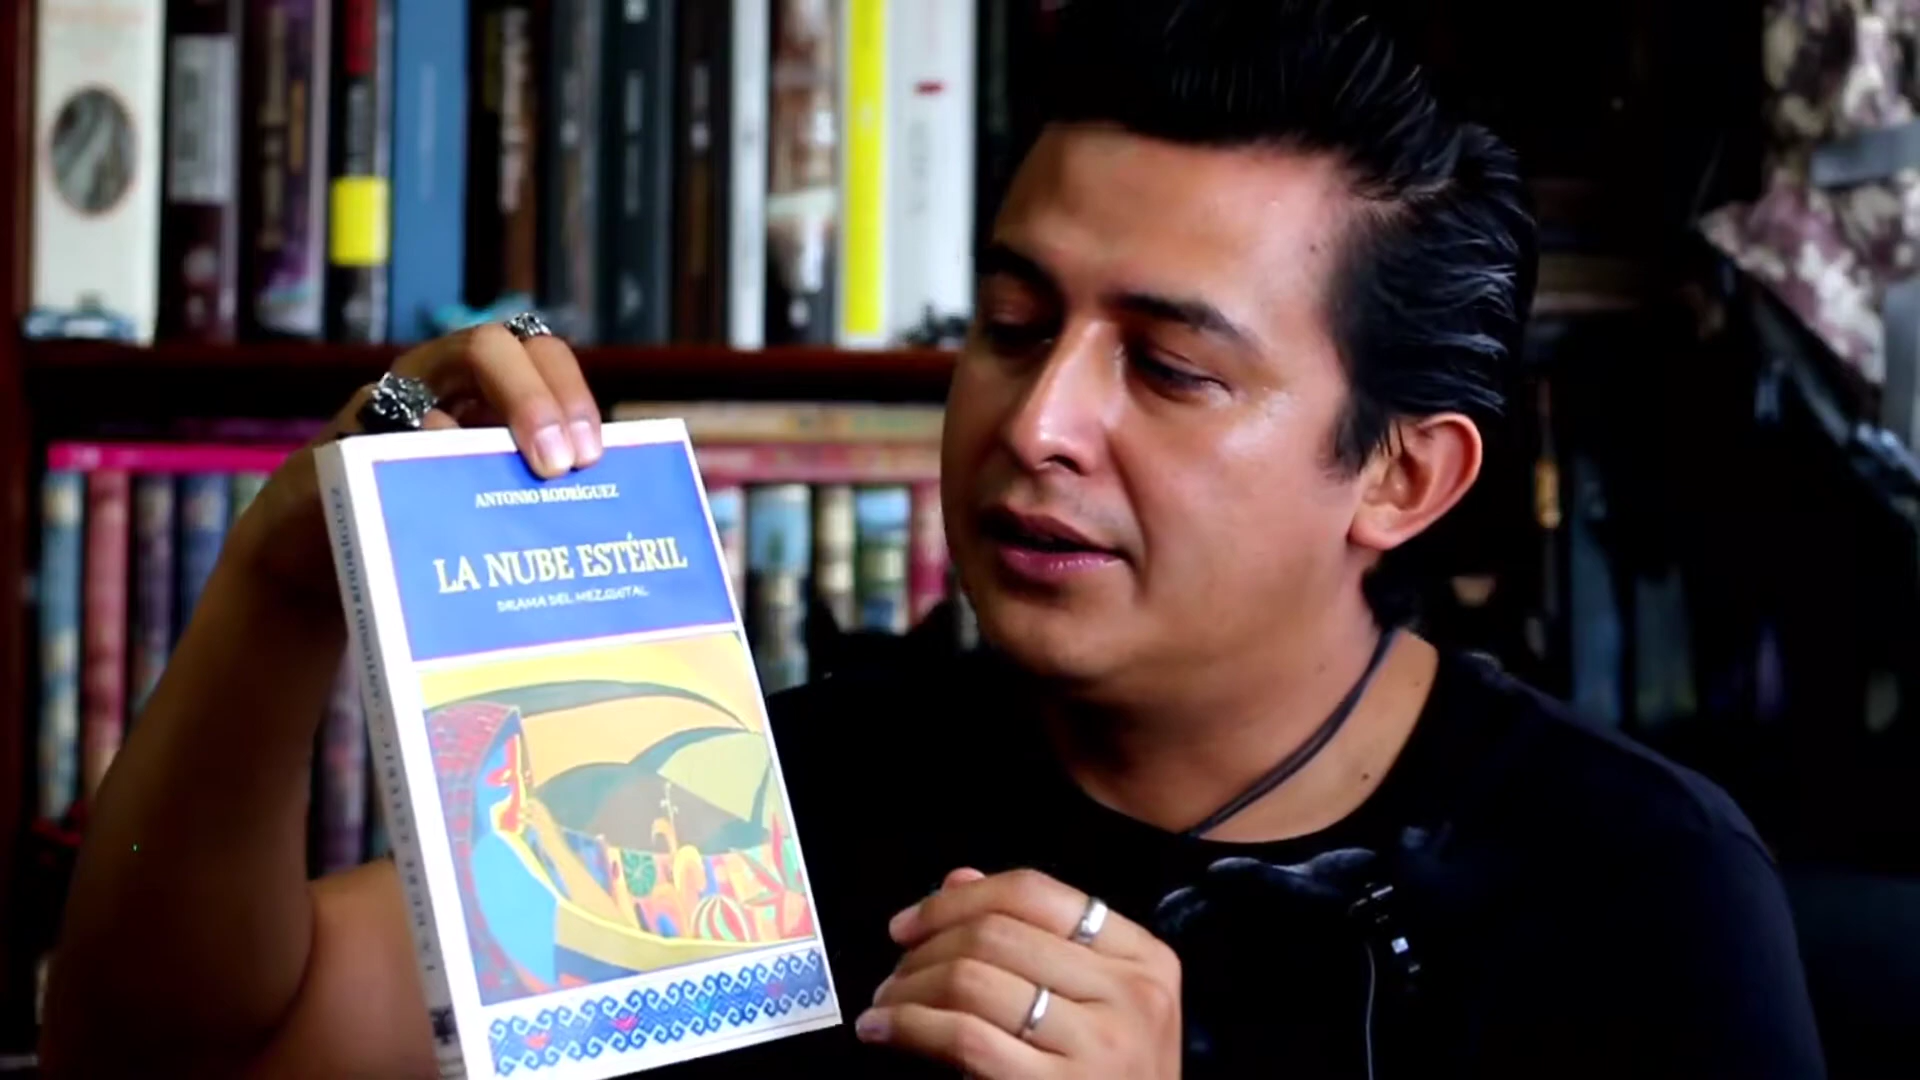 ANTONIO RODRÍGUEZ
LA NUBE ESTÉRIL
DRAMA DEL MEZQUITAL
LA NUBE ESTÉRIL · ANTONIO RODRÍGUEZ